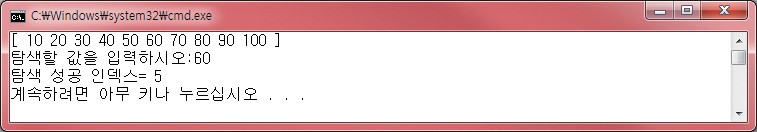 C:₩Windows₩system32₩cmd.exe
[ 10 20 30 40 50 60 70 80 90 100 ]
탐색할 값을 입력하시오:60
탐색 성공 인덱스= 5
계속하려면 아무 키나 누르십시오 . . .